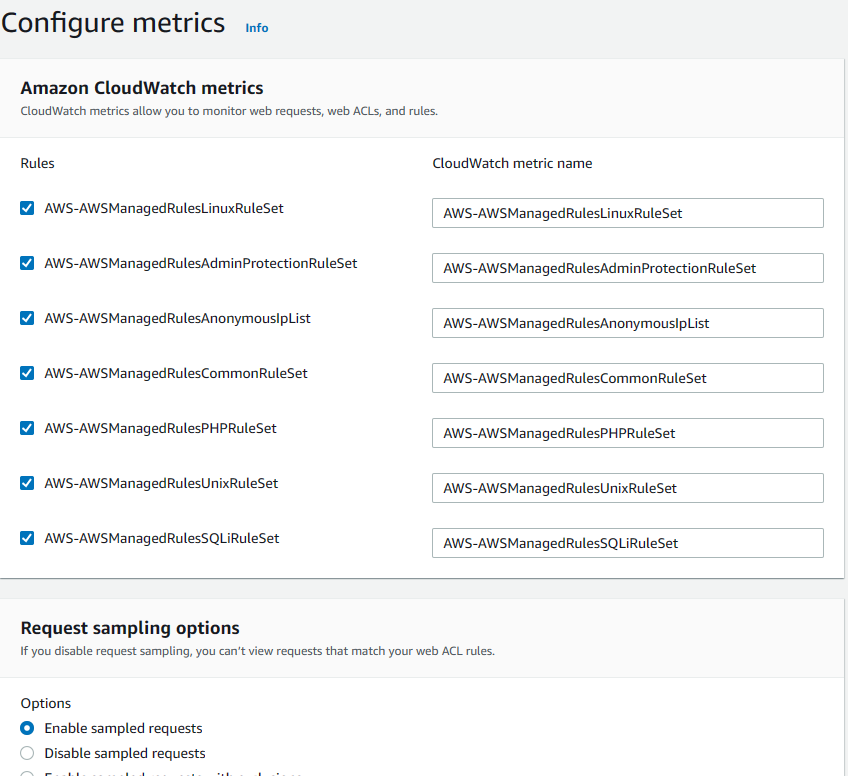 Configure metrics Info
Amazon CloudWatch metrics
CloudWatch metrics allow you to monitor web requests, web ACLs, and rules.
Rules CloudWatch metric name
AWS-AWSManagedRulesLinuxRuleSet AWS-AWSManagedRulesLinuxRuleSet
AWS-AWSManagedRulesAdminProtectionRuleSet AWS-AWSManagedRulesAdminProtectionRuleSet
AWS-AWSManagedRulesAnonymousIpList AWS-AWSManagedRulesAnonymousIpList
AWS-AWSManagedRulesCommonRuleSet AWS-AWSManagedRulesCommonRuleSet
AWS-AWSManagedRulesPHPRuleSet AWS-AWSManagedRulesPHPRuleSet
AWS-AWSManagedRulesUnixRuleSet AWS-AWSManagedRulesUnixRuleSet
AWS-AWSManagedRulesSQLiRuleSet AWS-AWSManagedRulesSQLiRuleSet
Request sampling options
If you disable request sampling, you can't view requests that match your web ACL rules.
Options
Enable sampled requests
Disable sampled requests